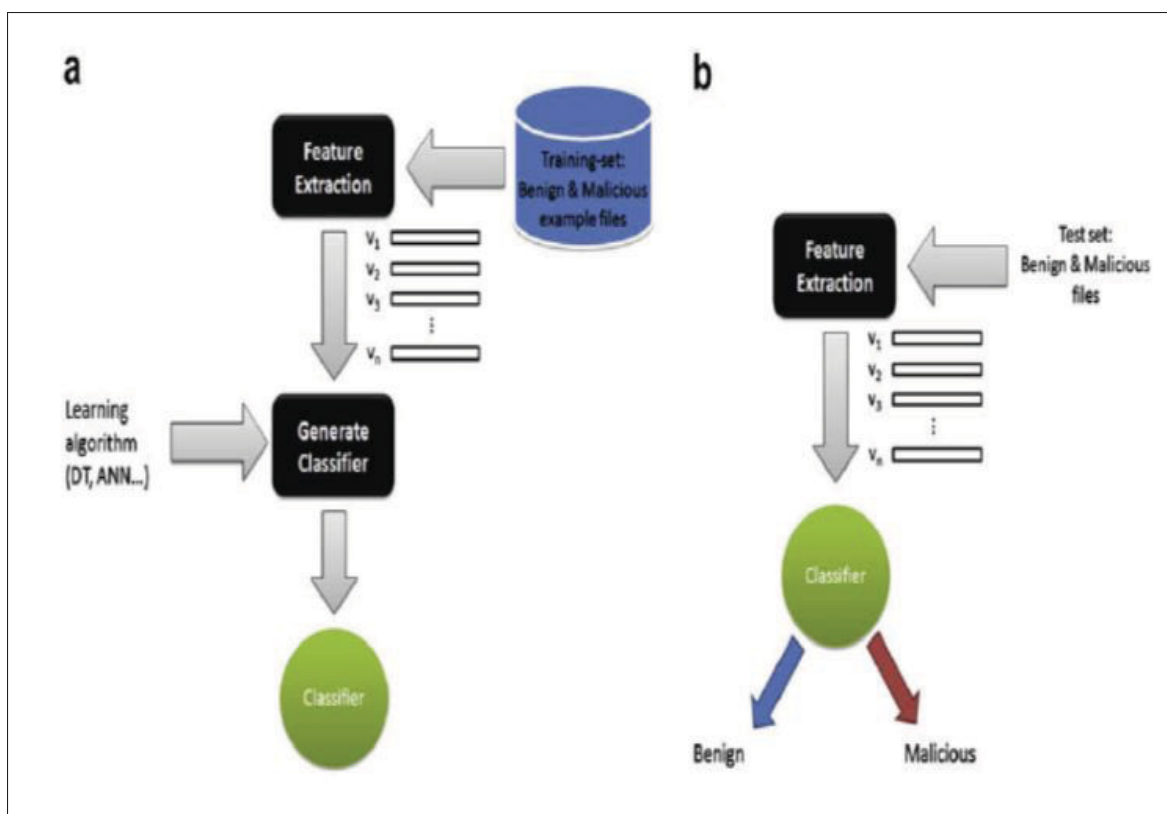 a
Feature
Extraction
Training-set:
Benign & Malicious
example files
V1
V2
V3
⋮
Vn
Learning
algorithm
(DT, ANN...)
Generate
Classifier
Classifier
b
Feature
Extraction
Test set:
Benign & Malicious
files
V1
V2
V3
⋮
Vn
Classifier
Benign
Malicious